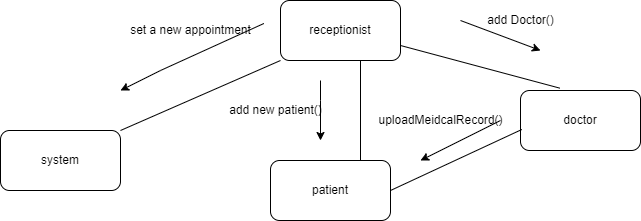 add Doctor()
set a new appointment
receptionist
add new patient()
uploadMeidcalRecord()
doctor
system
patient